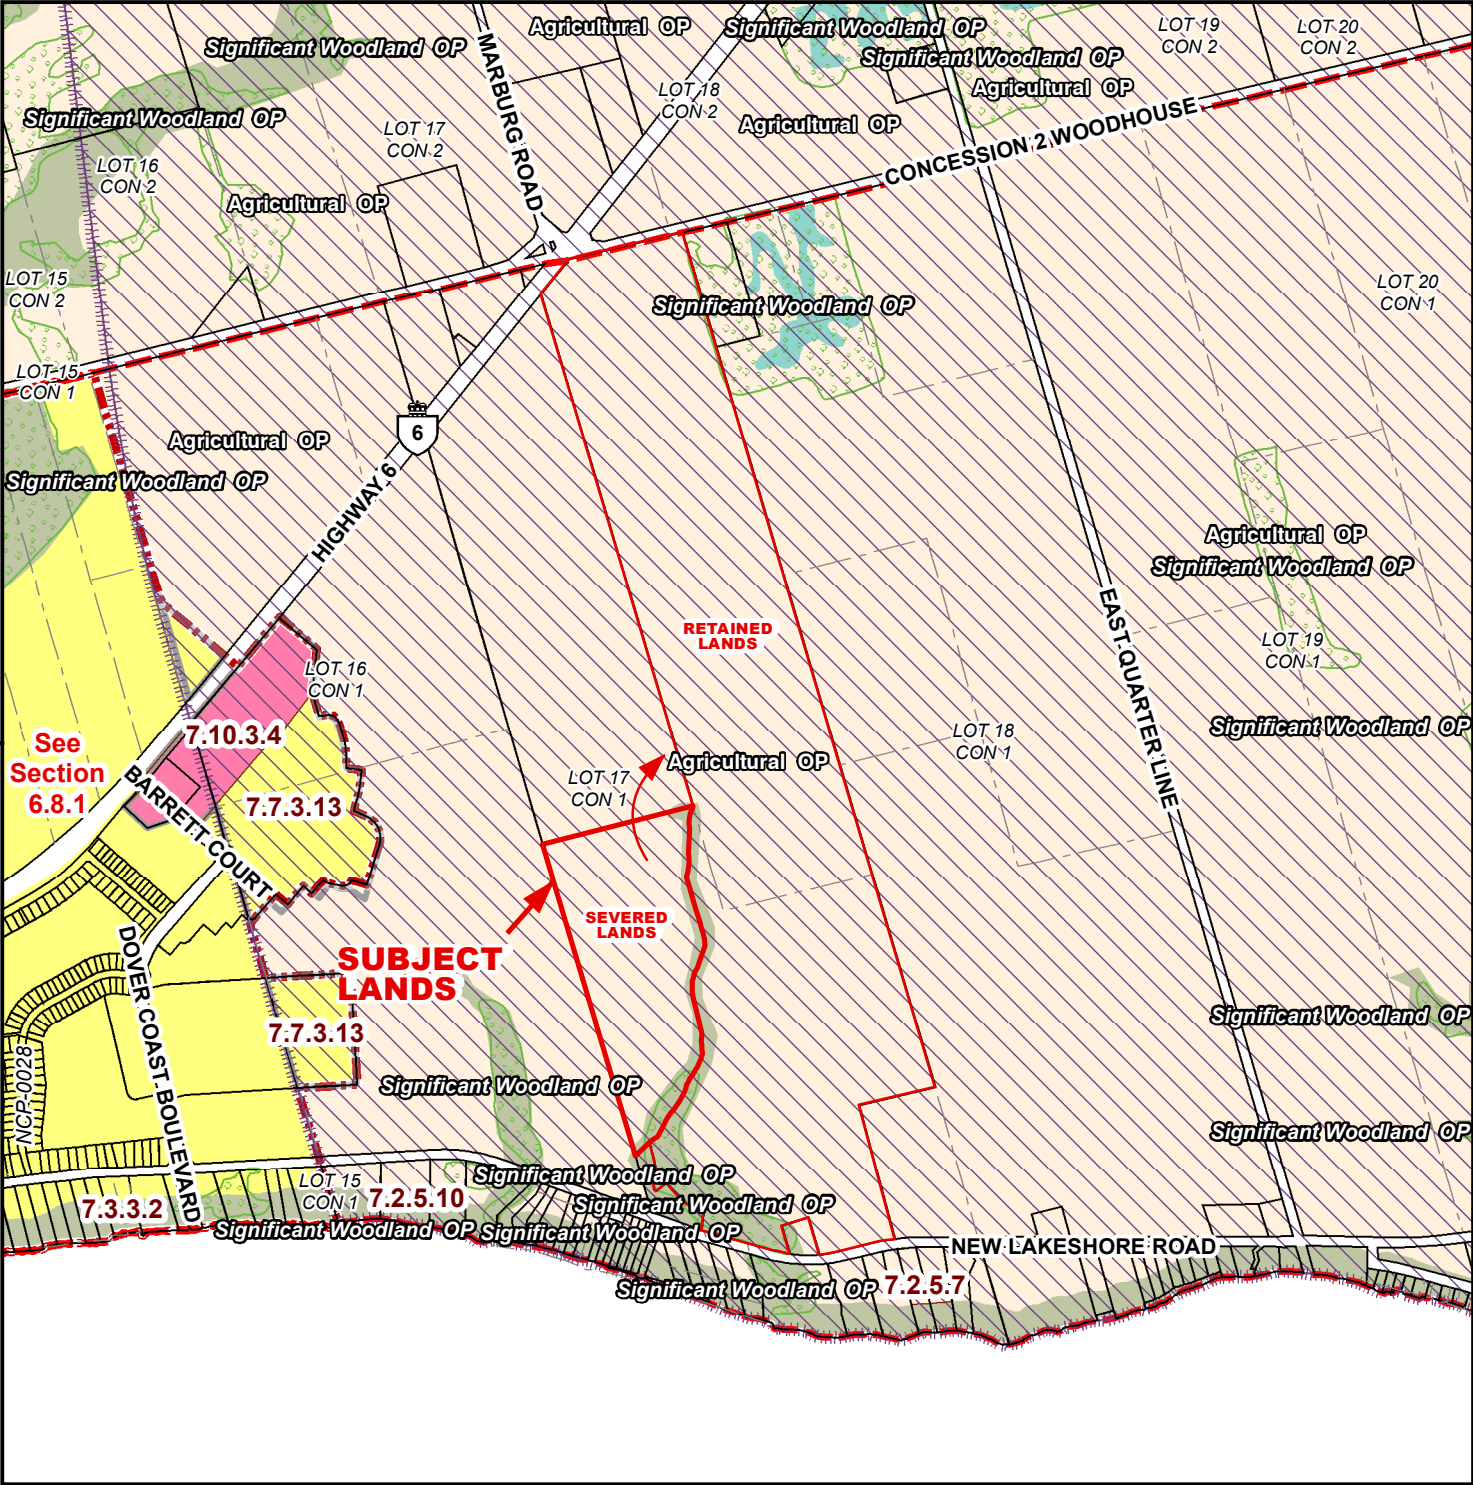 Significant Woodland OP
Agricultural OP
Significant Woodland OP
Significant Woodland OP
Agricultural OP
LOT 19
CON 2
LOT 20
CON 2
MARBURG ROAD
LOT 18
CON 2
Significant Woodland OP
LOT 17
CON 2
Agricultural OP
CONCESSION 2 WOODHOUSE
LOT 16
CON 2
Agricultural OP
LOT 15
CON 2
Significant Woodland OP
LOT 20
CON 1
LOT 15
CON 1
6
Agricultural OP
Significant Woodland OP
HIGHWAY 6
Agricultural OP
Significant Woodland OP
RETAINED
LANDS
EAST QUARTER LINE
LOT 19
CON 1
LOT 16
CON 1
Significant Woodland OP
7.10.3.4
LOT 18
CON 1
See
Section
6.8.1
Agricultural OP
LOT 17
CON 1
7.7.3.13
BARRETT COURT
SEVERED
LANDS
SUBJECT
LANDS
DOVER COAST BOULEVARD
Significant Woodland OP
7.7.3.13
NCP-0028
Significant Woodland OP
Significant Woodland OP
Significant Woodland OP
LOT 15
CON 1
7.2.5.10
7.3.3.2
Significant Woodland OP
Significant Woodland OP
Significant Woodland OP
NEW LAKESHORE ROAD
Significant Woodland OP
7.2.5.7